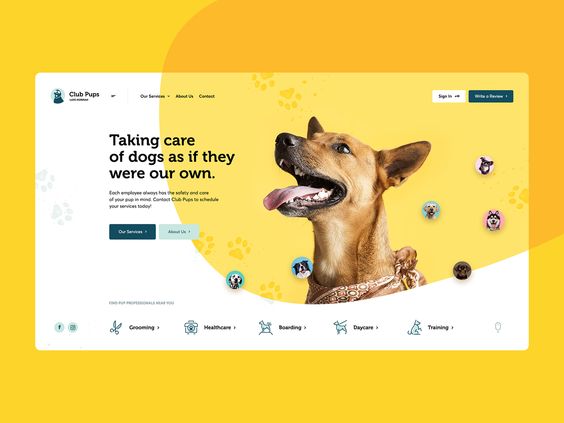 Club Pups
Our Services
About Us
Contact
Sign In
Write a Review
Taking care
of dogs as if they
were our own.
Each employee always has the safety and care
of your pup in mind. Contact Club Pups to schedule
your services today!
Our Services
About Us
FIND PUP PROFESSIONALS NEAR YOU
Grooming
Healthcare
Boarding
Daycare
Training